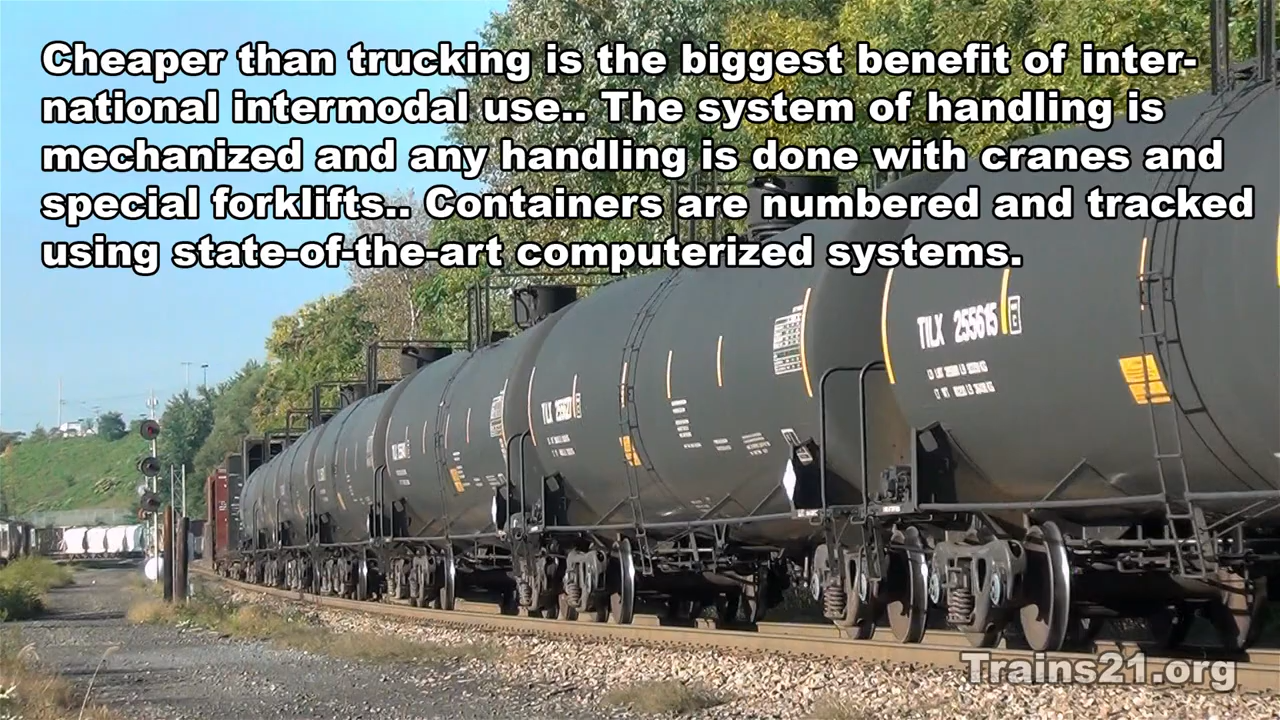 Cheaper than trucking is the biggest benefit of inter-
national intermodal use.. The system of handling is
mechanized and any handling is done with cranes and
special forklifts.. Containers are numbered and tracked
using state-of-the-art computerized systems.
TILX 255615
TILX
Trains21.org